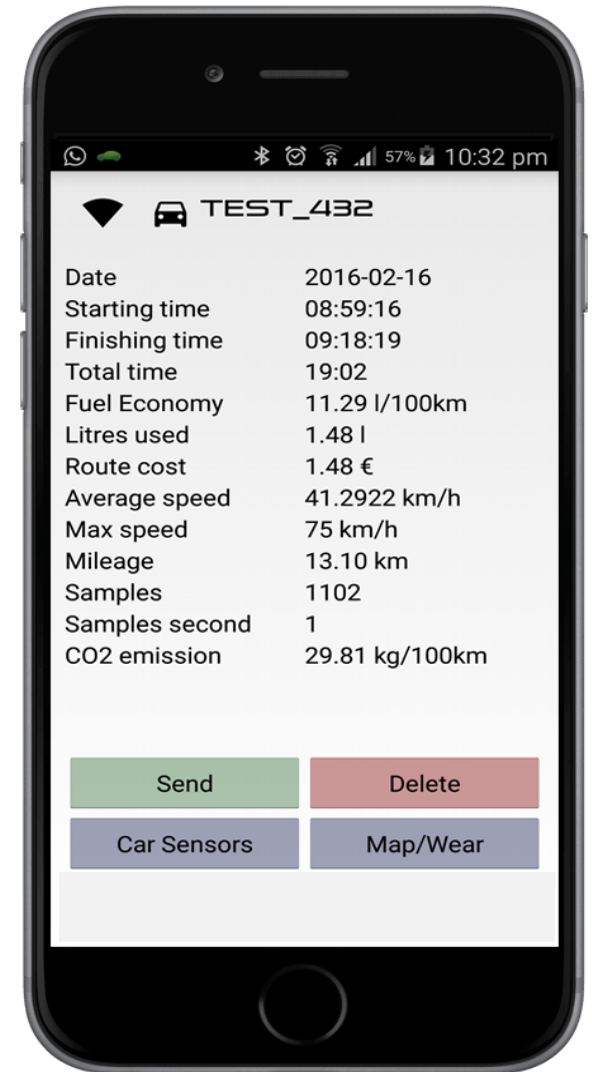 57% 10:32 pm
TEST_432
Date 2016-02-16
Starting time 08:59:16
Finishing time 09:18:19
Total time 19:02
Fuel Economy 11.29 l/100km
Litres used 1.48 l
Route cost 1.48 €
Average speed 41.2922 km/h
Max speed 75 km/h
Mileage 13.10 km
Samples 1102
Samples second 1
CO2 emission 29.81 kg/100km
Send Delete
Car Sensors Map/Wear